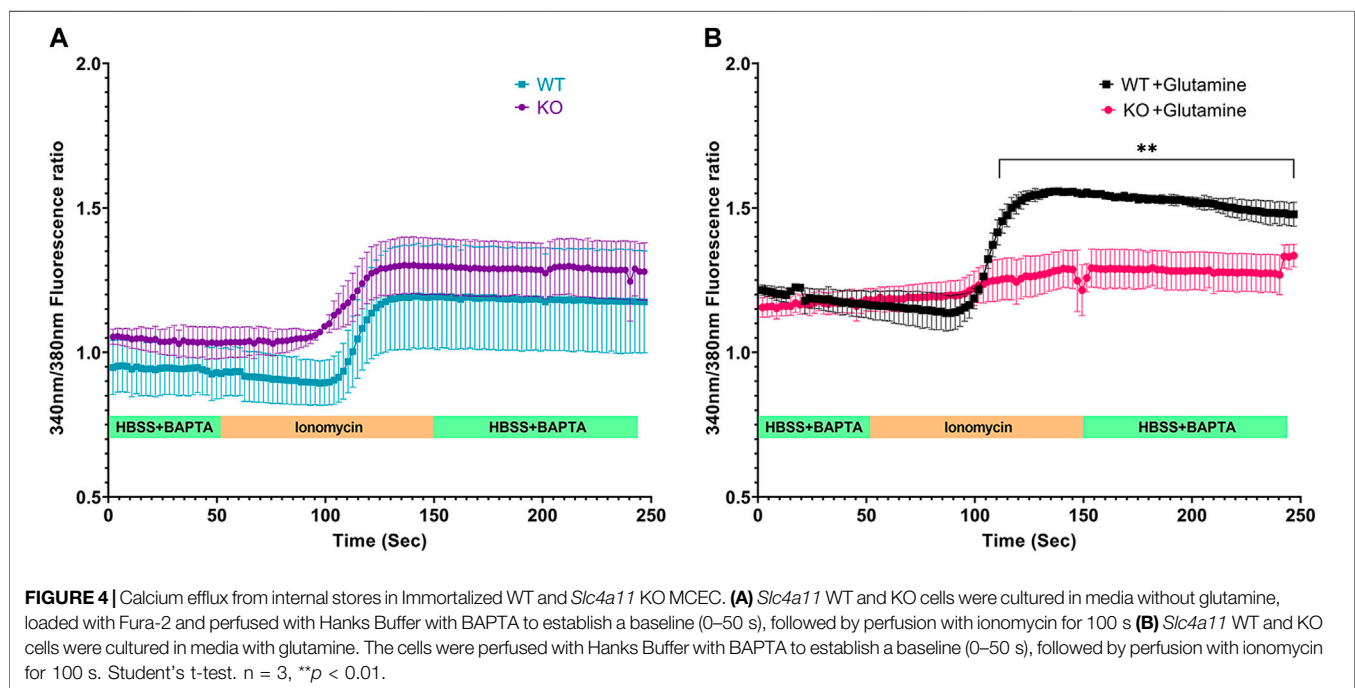 A
2.0
1.5
1.0
0.5
340nm/380nm Fluorescence ratio
WT
KO
HBSS+BAPTA
Ionomycin
HBSS+BAPTA
0
50
100
150
200
250
Time (Sec)
B
2.0
1.5
1.0
0.5
340nm/380nm Fluorescence ratio
WT +Glutamine
KO +Glutamine
**
HBSS+BAPTA
Ionomycin
HBSS+BAPTA
0
50
100
150
200
250
Time (Sec)
FIGURE 4 | Calcium efflux from internal stores in Immortalized WT and Slc4a11 KO MCEC. (A) Slc4a11 WT and KO cells were cultured in media without glutamine,
loaded with Fura-2 and perfused with Hanks Buffer with BAPTA to establish a baseline (0–50 s), followed by perfusion with ionomycin for 100 s (B) Slc4a11 WT and KO
cells were cultured in media with glutamine. The cells were perfused with Hanks Buffer with BAPTA to establish a baseline (0–50 s), followed by perfusion with ionomycin
for 100 s. Student's t-test. n = 3, **p < 0.01.